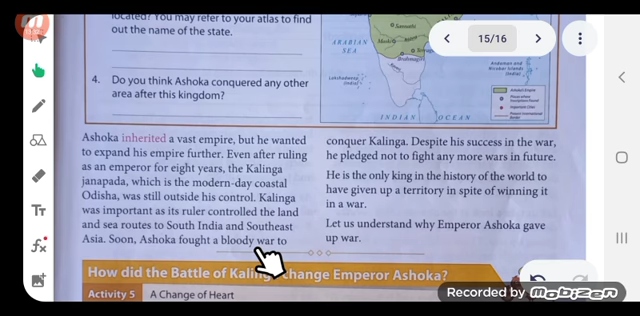 located? You may refer to your atlas to find
out the name of the state.
4. Do you think Ashoka conquered any other
area after this kingdom?
ARABIAN
SEA
INDIAN OCEAN
15/16
Ashoka inherited a vast empire, but he wanted
to expand his empire further. Even after ruling
as an emperor for eight years, the Kalinga
janapada, which is the modern-day coastal
Odisha, was still outside his control. Kalinga
was important as its ruler controlled the land
and sea routes to South India and Southeast
Asia. Soon, Ashoka fought a bloody war to
conquer Kalinga. Despite his success in the war,
he pledged not to fight any more wars in future.
He is the only king in the history of the world to
have given up a territory in spite of winning it
in a war.
Let us understand why Emperor Ashoka gave
up war.
How did the Battle of Kalinga change Emperor Ashoka?
Activity 5 A Change of Heart
Tт
fx
Recorded by mobizen